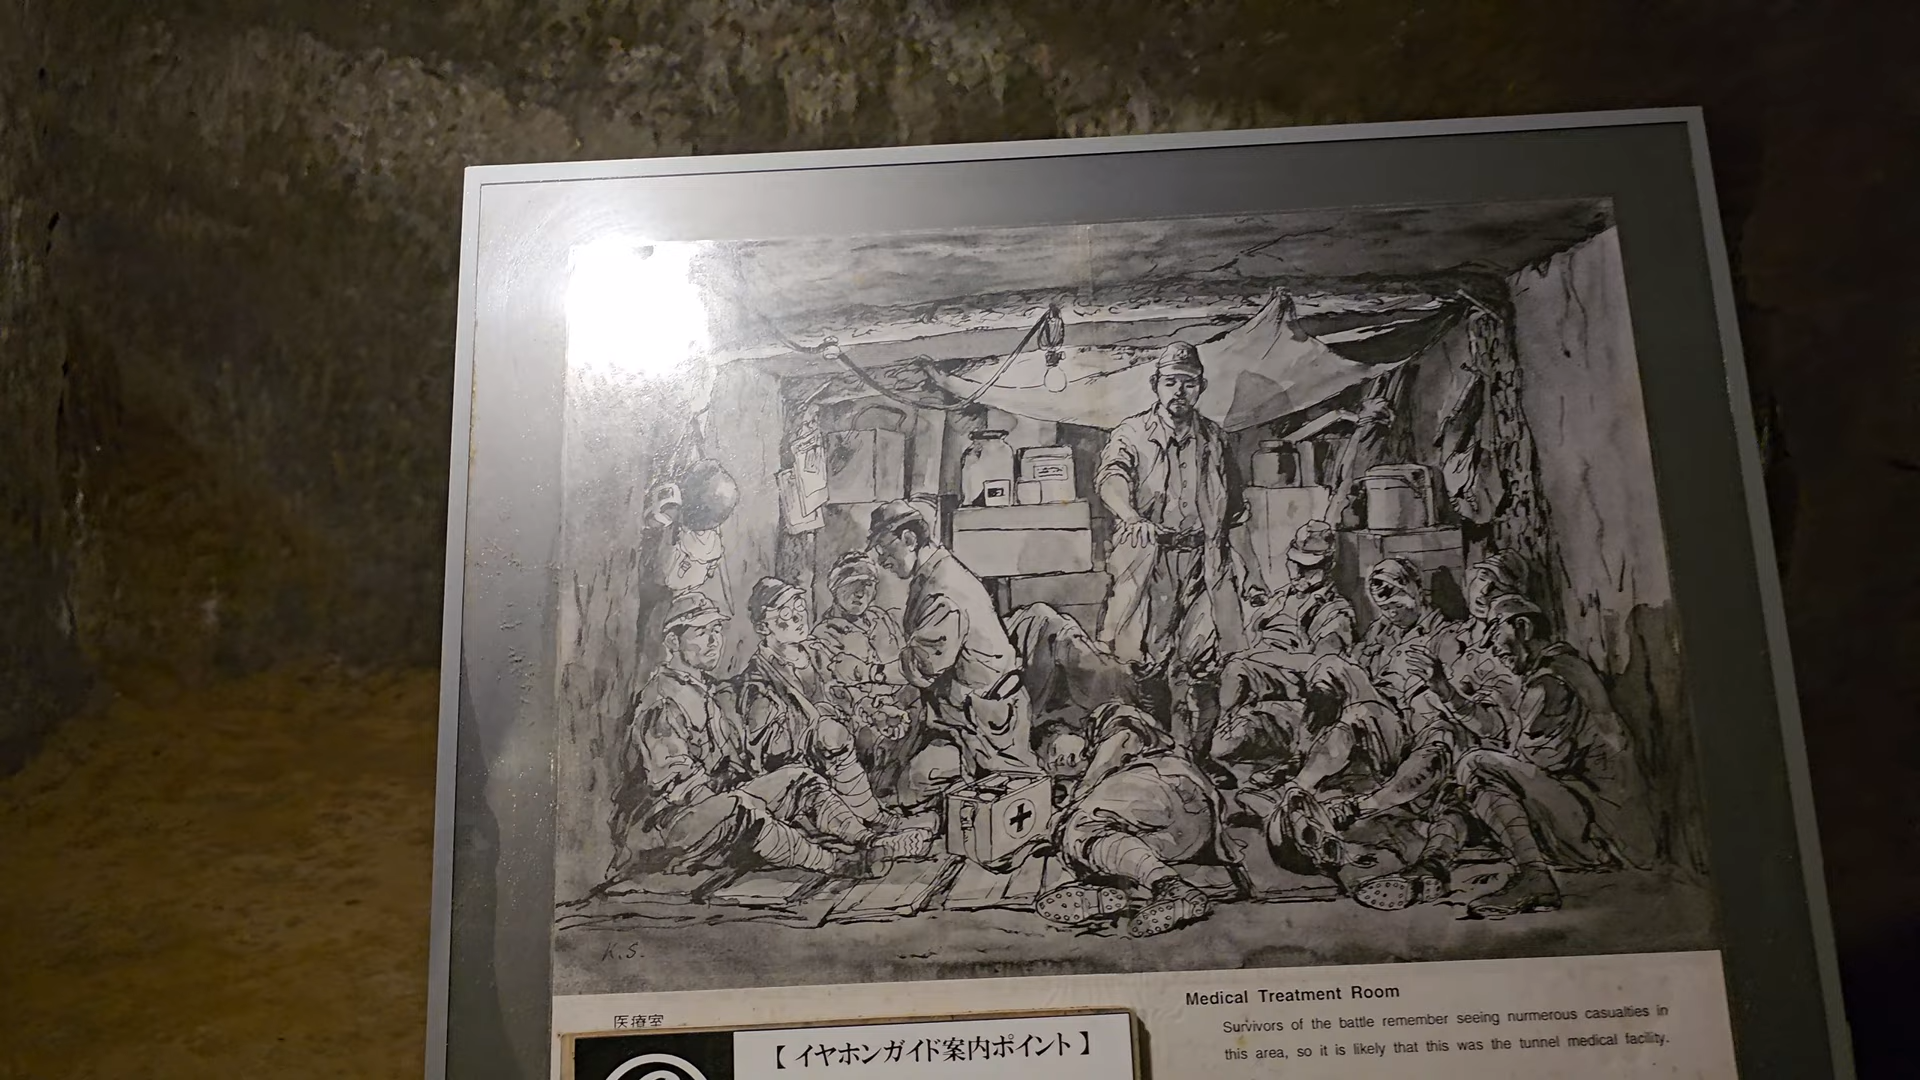 K.S.
医療室
Medical Treatment Room
Survivors of the battle remember seeing nurmerous casualties in
this area, so it is likely that this was the tunnel medical facility.
【イヤホンガイド案内ポイント】